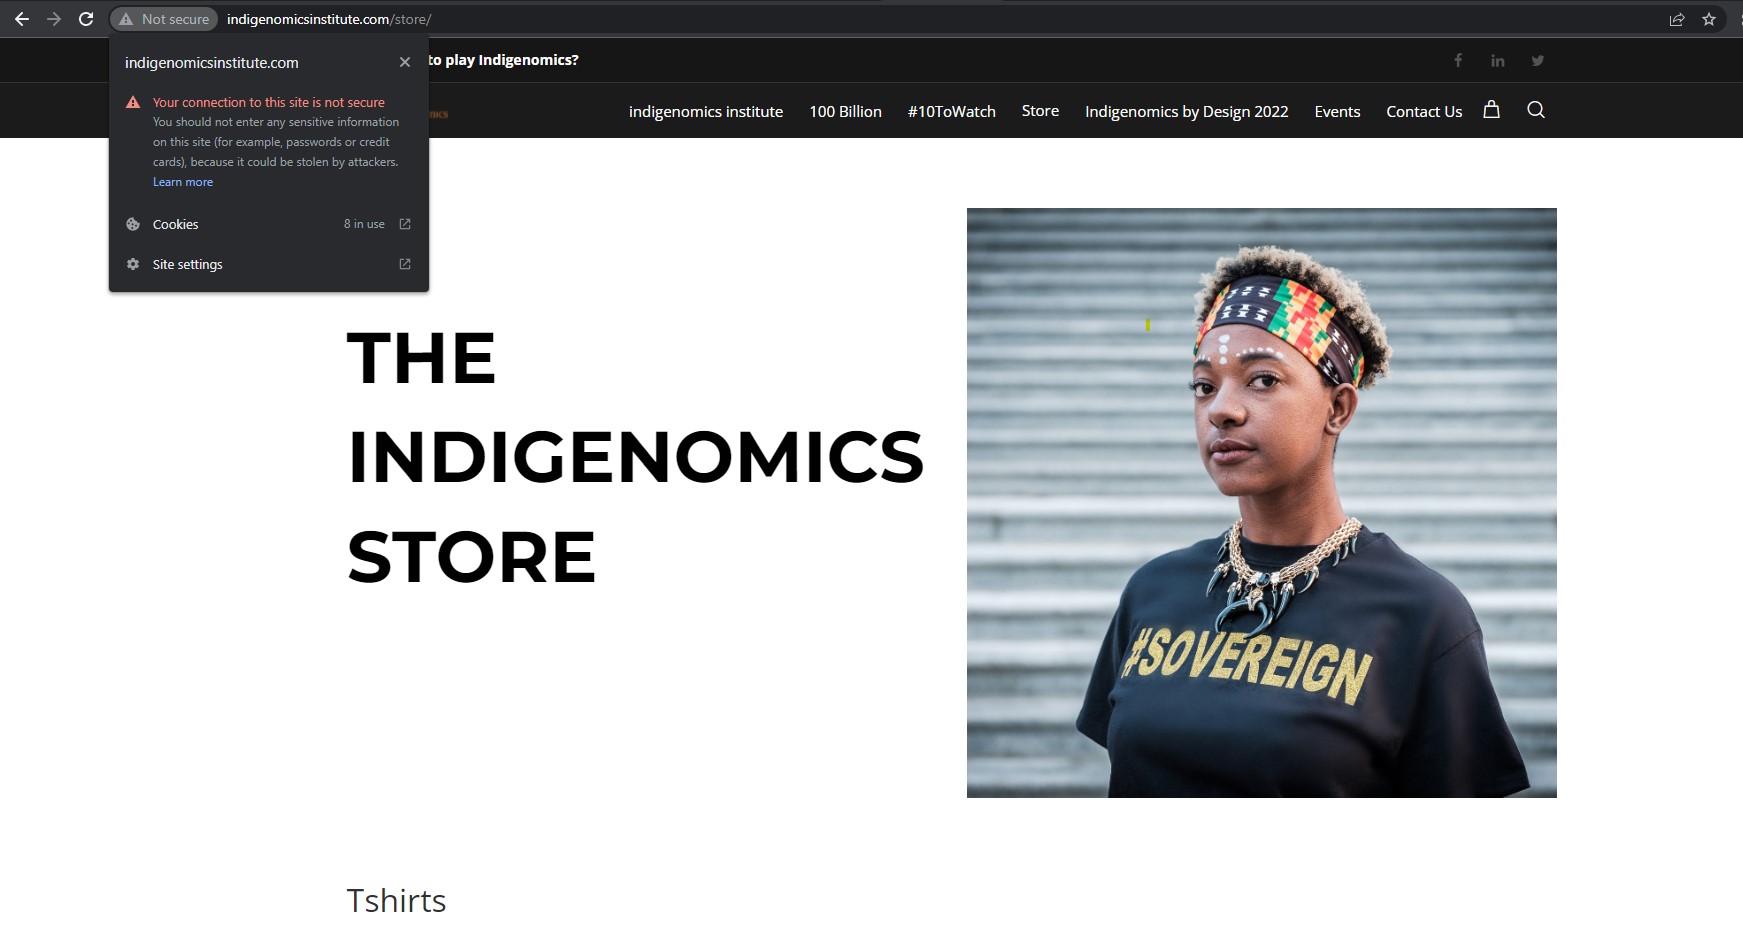 Not secure
indigenomicsinstitute.com/store/
indigenomicsinstitute.com
Your connection to this site is not secure
You should not enter any sensitive information
on this site (for example, passwords or credit
cards), because it could be stolen by attackers.
Learn more
Cookies 8 in use
Site settings
to play Indigenomics?
indigenomics institute 100 Billion #10ToWatch Store Indigenomics by Design 2022 Events Contact Us
THE
INDIGENOMICS
STORE
#SOVEREIGN
Tshirts